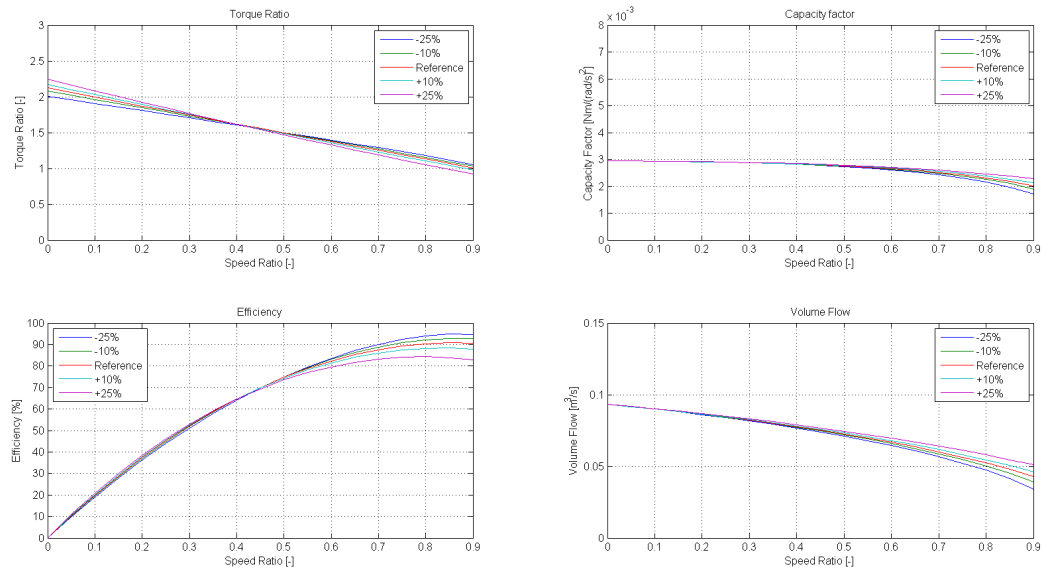 Torque Ratio
3
2.5
2
1.5
1
0.5
0
Torque Ratio [-]
-25%
-10%
Reference
+10%
+25%
0 0.1 0.2 0.3 0.4 0.5 0.6 0.7 0.8 0.9
Speed Ratio [-]
Capacity factor
x 10^-3
8
7
6
5
4
3
2
1
0
Capacity Factor [Nm/(rad/s)^2]
-25%
-10%
Reference
+10%
+25%
0 0.1 0.2 0.3 0.4 0.5 0.6 0.7 0.8 0.9
Speed Ratio [-]
Efficiency
100
90
80
70
60
50
40
30
20
10
0
Efficiency [%]
-25%
-10%
Reference
+10%
+25%
0 0.1 0.2 0.3 0.4 0.5 0.6 0.7 0.8 0.9
Speed Ratio [-]
Volume Flow
0.15
0.1
0.05
0
Volume Flow [m^3/s]
-25%
-10%
Reference
+10%
+25%
0 0.1 0.2 0.3 0.4 0.5 0.6 0.7 0.8 0.9
Speed Ratio [-]